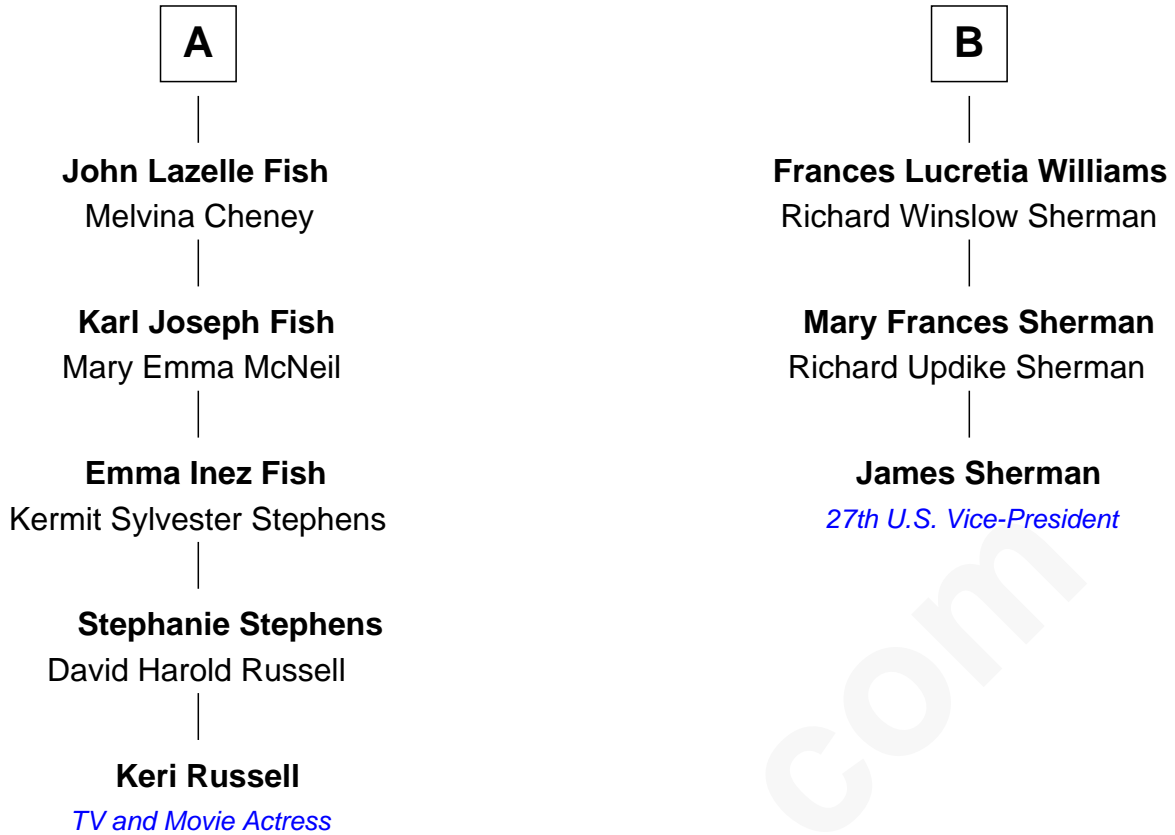 A
John Lazelle Fish
Melvina Cheney
Karl Joseph Fish
Mary Emma McNeil
Emma Inez Fish
Kermit Sylvester Stephens
Stephanie Stephens
David Harold Russell
Keri Russell
TV and Movie Actress
B
Frances Lucretia Williams
Richard Winslow Sherman
Mary Frances Sherman
Richard Updike Sherman
James Sherman
27th U.S. Vice-President
com